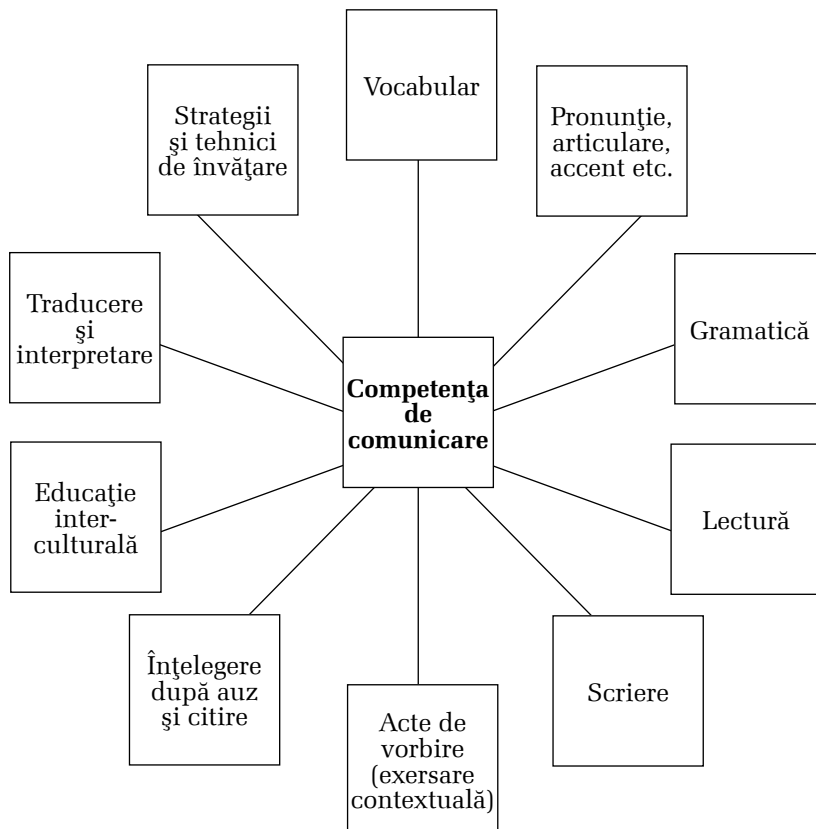 Vocabular
Strategii
şi tehnici
de învăţare
Pronunţie,
articulare,
accent etc.
Traducere
şi
interpretare
Gramatică
Competenţa
de
comunicare
Educaţie
inter-
culturală
Lectură
Înţelegere
după auz
şi citire
Scriere
Acte de
vorbire
(exersare
contextuală)